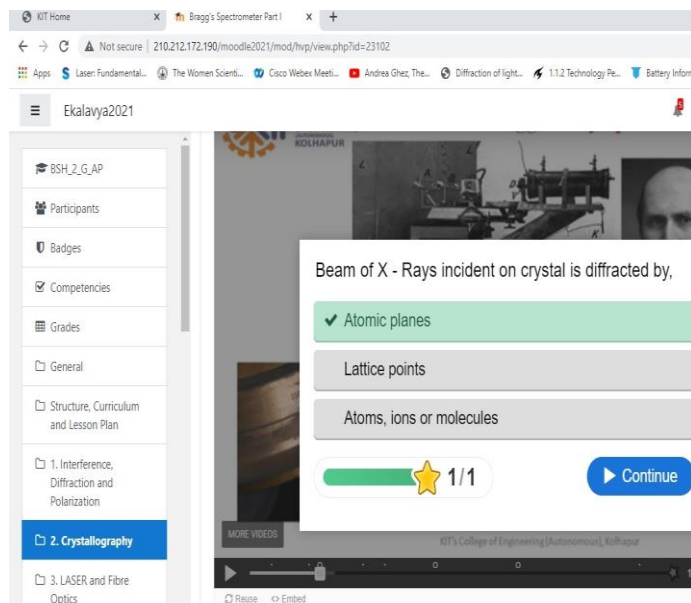 KIT Home
Bragg's Spectrometer Part I
Not secure | 210.212.172.190/moodle2021/mod/hvp/view.php?id=23102
Apps Laser: Fundamental... The Women Scienti... Cisco Webex Meeti... Andrea Ghez, The... Diffraction of light... 1.1.2 Technology Pe... Battery Inform
Ekalavya2021
KOLHAPUR
BSH_2_G_AP
Participants
Badges
Competencies
Grades
General
Structure, Curriculum
and Lesson Plan
1. Interference,
Diffraction and
Polarization
2. Crystallography
3. LASER and Fibre
Optics
Beam of X - Rays incident on crystal is diffracted by,
Atomic planes
Lattice points
Atoms, ions or molecules
1/1
Continue
MORE VIDEOS
KIT's College of Engineering (Autonomous), Kolhapur
Reuse Embed